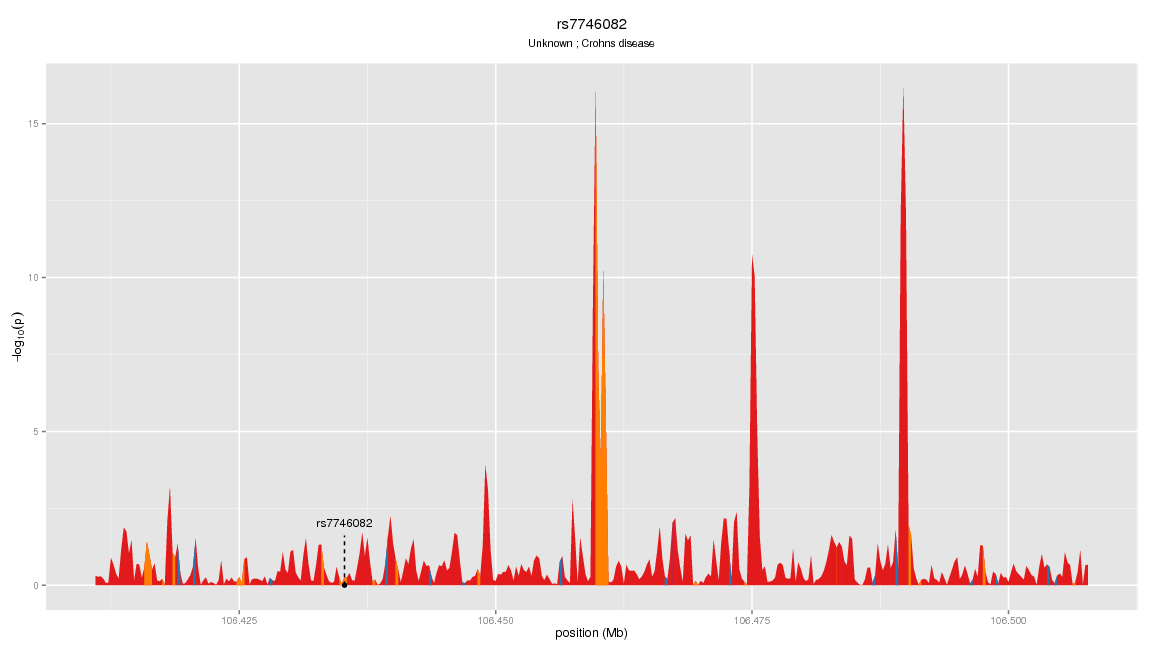 rs7746082
Unknown ; Crohns disease
15
10
5
0
−log₁₀(p)
rs7746082
106.425
106.450
106.475
106.500
position (Mb)